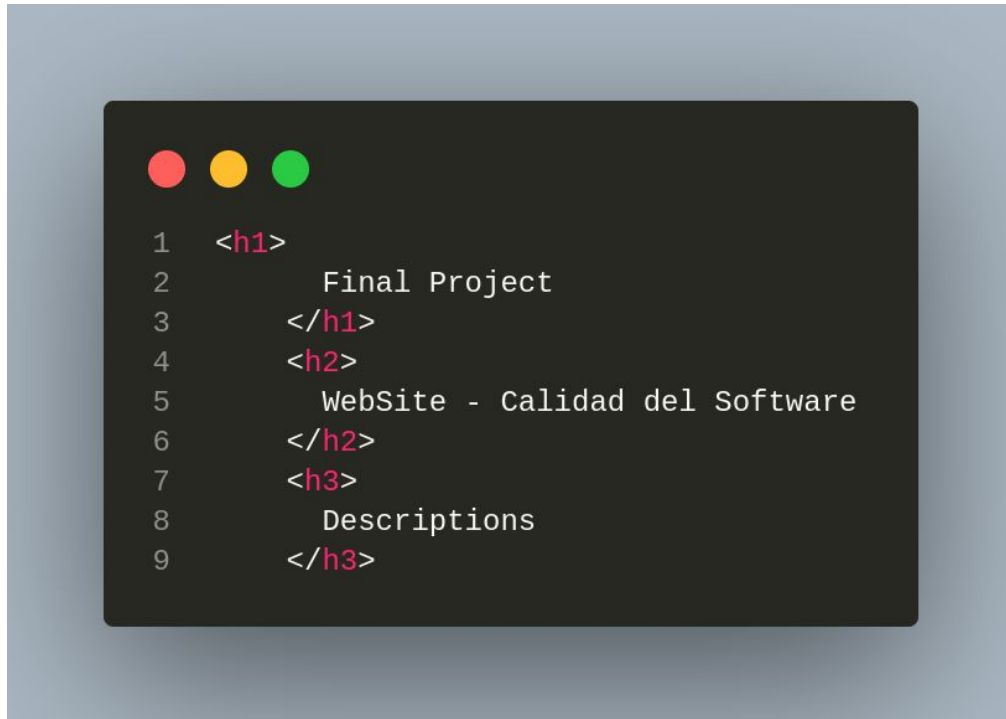 1 <h1>
2 Final Project
3 </h1>
4 <h2>
5 WebSite - Calidad del Software
6 </h2>
7 <h3>
8 Descriptions
9 </h3>